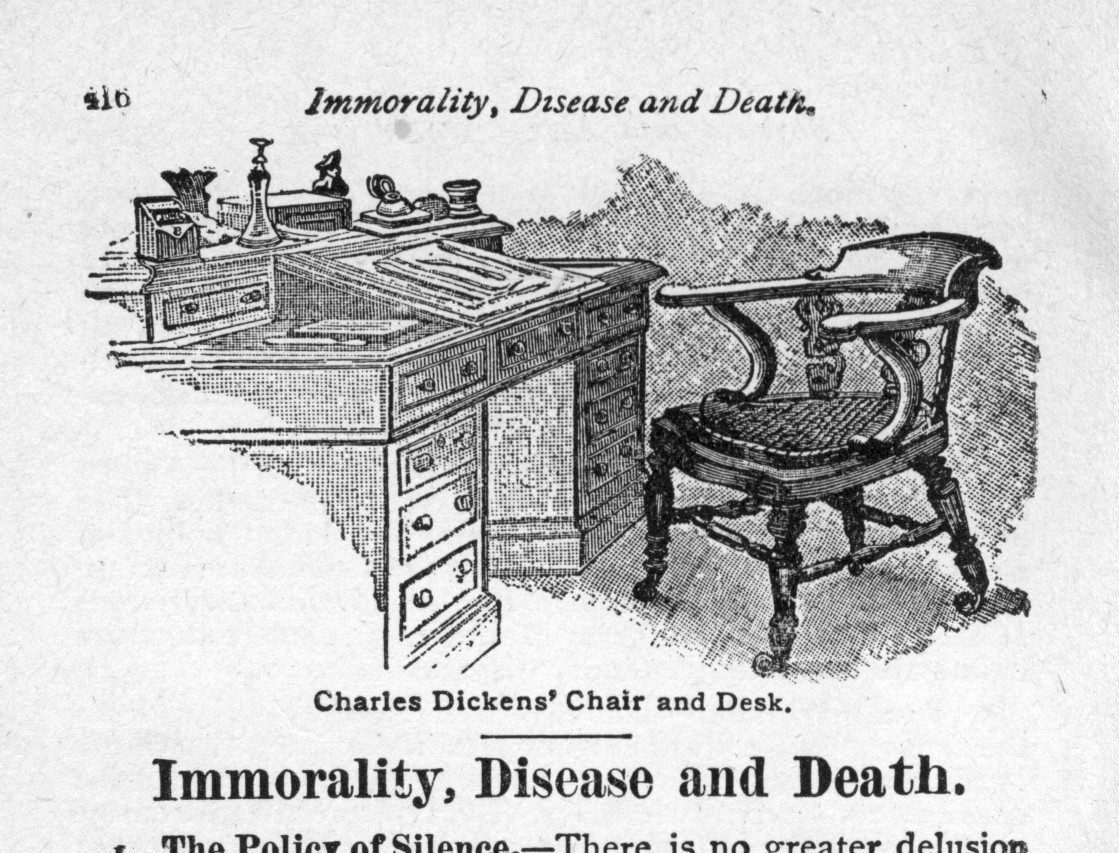 416 Immorality, Disease and Death.
B
Charles Dickens' Chair and Desk.
Immorality, Disease and Death.
1. The Policy of Silence.—There is no greater delusion